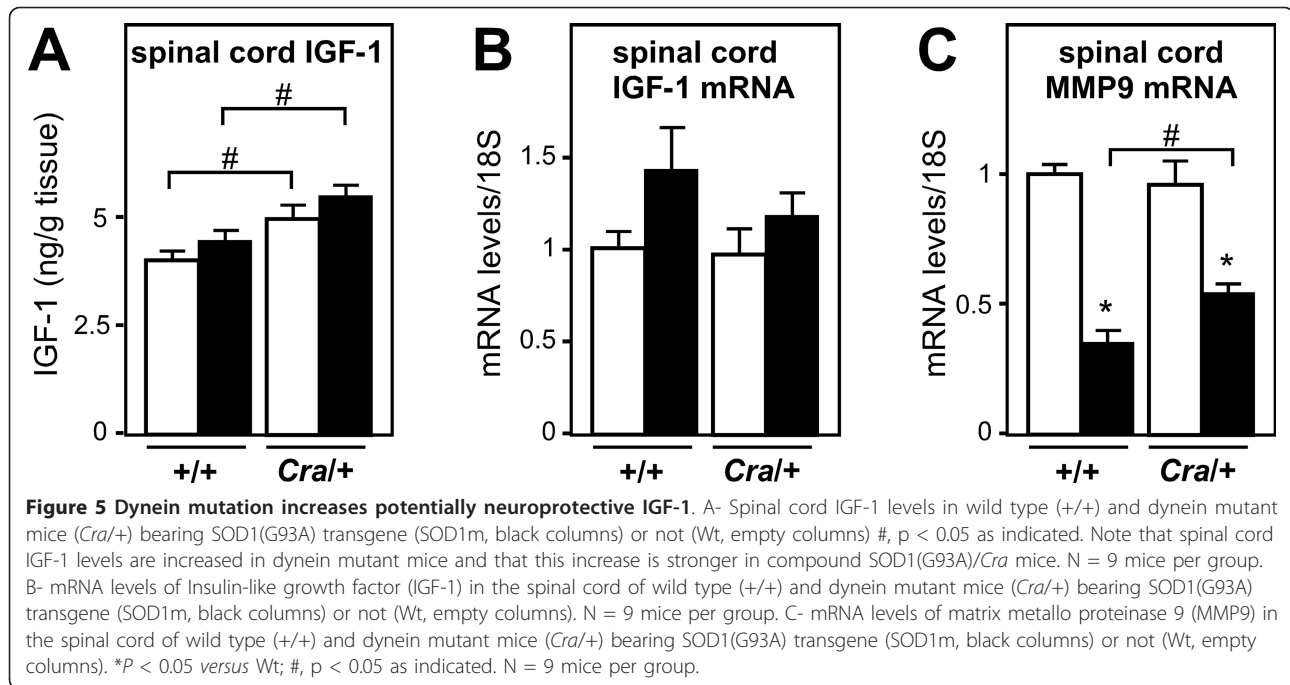 A
spinal cord IGF-1
IGF-1 (ng/g tissue)
5
2.5
0
#
#
+/+
Cra/+
B
spinal cord
IGF-1 mRNA
mRNA levels/18S
1.5
1
0.5
0
+/+
Cra/+
C
spinal cord
MMP9 mRNA
mRNA levels/18S
1
0.5
0
#
*
*
+/+
Cra/+
Figure 5 Dynein mutation increases potentially neuroprotective IGF-1. A- Spinal cord IGF-1 levels in wild type (+/+) and dynein mutant
mice (Cra/+) bearing SOD1(G93A) transgene (SOD1m, black columns) or not (Wt, empty columns) #, p < 0.05 as indicated. Note that spinal cord
IGF-1 levels are increased in dynein mutant mice and that this increase is stronger in compound SOD1(G93A)/Cra mice. N = 9 mice per group.
B- mRNA levels of Insulin-like growth factor (IGF-1) in the spinal cord of wild type (+/+) and dynein mutant mice (Cra/+) bearing SOD1(G93A)
transgene (SOD1m, black columns) or not (Wt, empty columns). N = 9 mice per group. C- mRNA levels of matrix metallo proteinase 9 (MMP9) in
the spinal cord of wild type (+/+) and dynein mutant mice (Cra/+) bearing SOD1(G93A) transgene (SOD1m, black columns) or not (Wt, empty
columns). *P < 0.05 versus Wt; #, p < 0.05 as indicated. N = 9 mice per group.